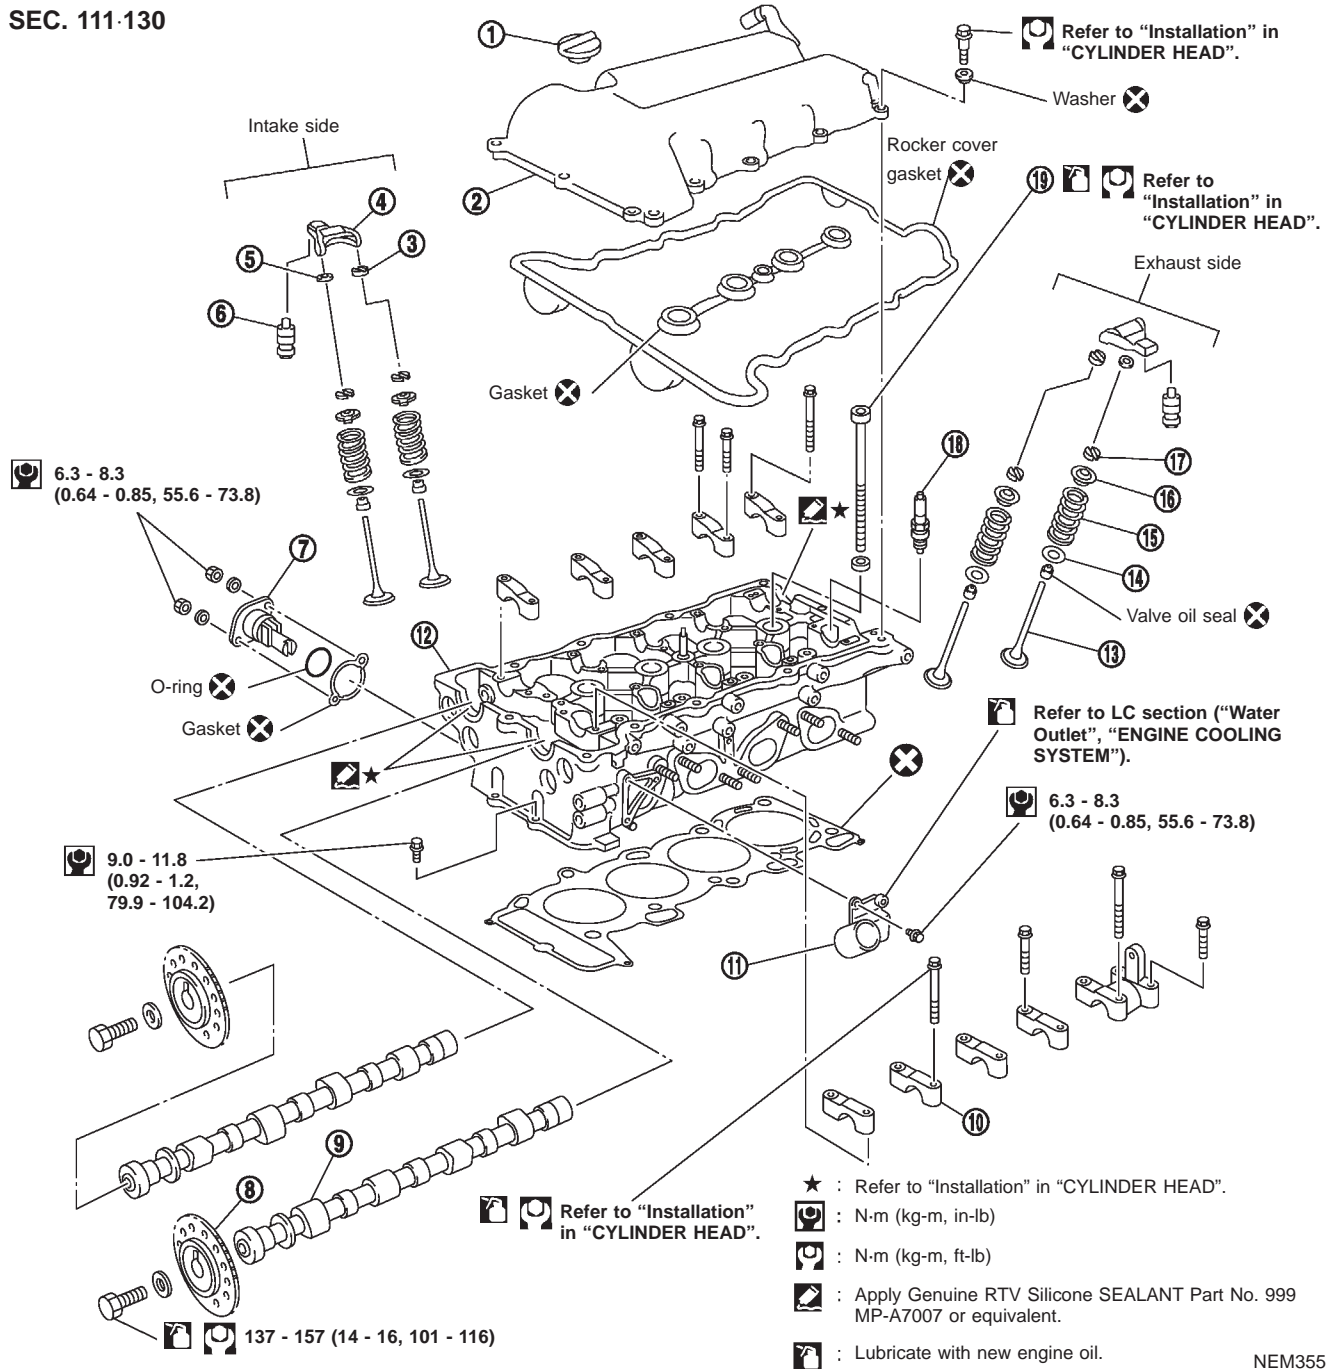 SEC. 111·130
1
Refer to “Installation” in
“CYLINDER HEAD”.
Washer
Intake side
Rocker cover
gasket
2
19
Refer to
“Installation” in
“CYLINDER HEAD”.
4
3
5
6
Exhaust side
Gasket
6.3 - 8.3
(0.64 - 0.85, 55.6 - 73.8)
18
17
16
15
14
★
7
Valve oil seal
13
12
O-ring
Gasket
★
Refer to LC section (“Water
Outlet”, “ENGINE COOLING
SYSTEM”).
6.3 - 8.3
(0.64 - 0.85, 55.6 - 73.8)
9.0 - 11.8
(0.92 - 1.2,
79.9 - 104.2)
11
10
9
8
Refer to “Installation”
in “CYLINDER HEAD”.
137 - 157 (14 - 16, 101 - 116)
★ : Refer to “Installation” in “CYLINDER HEAD”.
: N·m (kg-m, in-lb)
: N·m (kg-m, ft-lb)
: Apply Genuine RTV Silicone SEALANT Part No. 999
MP-A7007 or equivalent.
: Lubricate with new engine oil.
NEM355